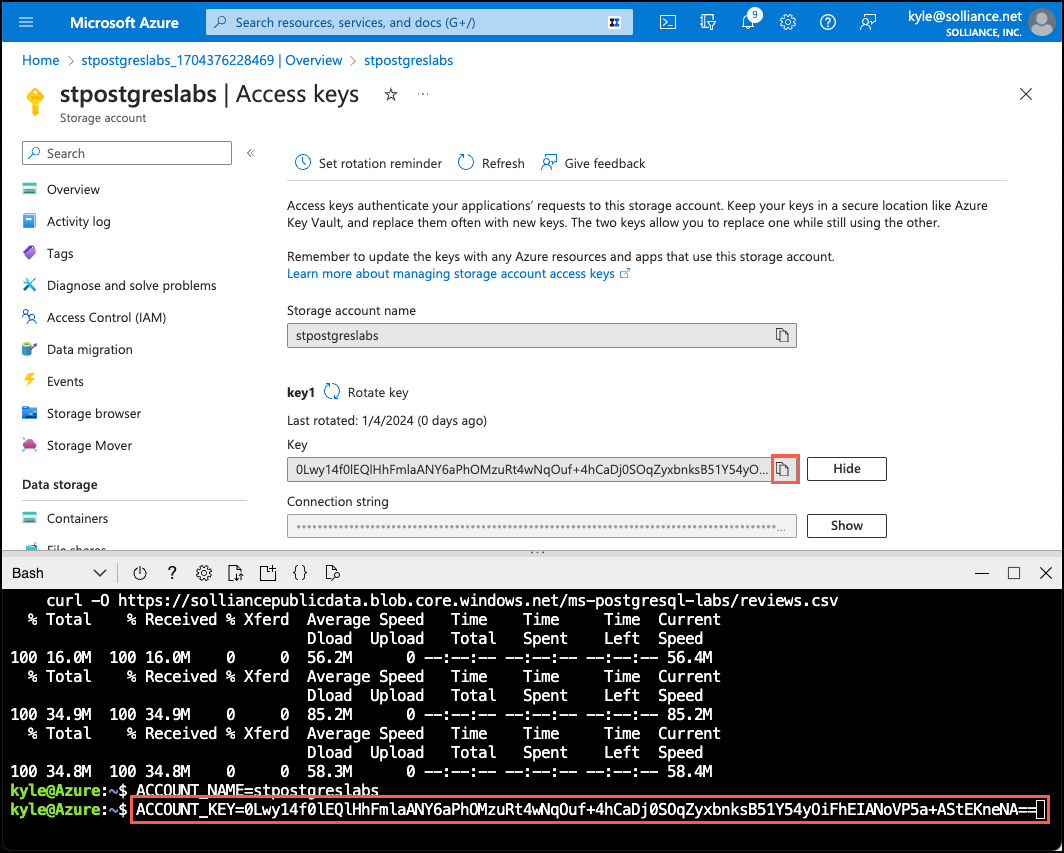 Microsoft Azure
Search resources, services, and docs (G+/)
9
kyle@solliance.net
SOLLIANCE, INC.
Home > stpostgreslabs_1704376228469 | Overview > stpostgreslabs
stpostgreslabs | Access keys
Storage account
Search
Overview
Activity log
Tags
Diagnose and solve problems
Access Control (IAM)
Data migration
Events
Storage browser
Storage Mover
Data storage
Containers
File shares
Set rotation reminder
Refresh
Give feedback
Access keys authenticate your applications' requests to this storage account. Keep your keys in a secure location like Azure
Key Vault, and replace them often with new keys. The two keys allow you to replace one while still using the other.
Remember to update the keys with any Azure resources and apps that use this storage account.
Learn more about managing storage account access keys
Storage account name
stpostgreslabs
key1
Rotate key
Last rotated: 1/4/2024 (0 days ago)
Key
0Lwy14f0lEQlHhFmlaANY6aPhOMzuRt4wNqOuf+4hCaDj0SOqZyxbnksB51Y54yO...
Hide
Connection string
Show
Bash
curl -O https://solliancepublicdata.blob.core.windows.net/ms-postgresql-labs/reviews.csv
% Total % Received % Xferd Average Speed Time Time Time Current
Dload Upload Total Spent Left Speed
100 16.0M 100 16.0M 0 0 56.2M 0 --:--:-- --:--:-- --:--:-- 56.4M
% Total % Received % Xferd Average Speed Time Time Time Current
Dload Upload Total Spent Left Speed
100 34.9M 100 34.9M 0 0 85.2M 0 --:--:-- --:--:-- --:--:-- 85.2M
% Total % Received % Xferd Average Speed Time Time Time Current
Dload Upload Total Spent Left Speed
100 34.8M 100 34.8M 0 0 58.3M 0 --:--:-- --:--:-- --:--:-- 58.4M
kyle@Azure:~$ ACCOUNT_NAME=stpostgreslabs
kyle@Azure:~$ ACCOUNT_KEY=0Lwy14f0lEQlHhFmlaANY6aPhOMzuRt4wNqOuf+4hCaDj0SOqZyxbnksB51Y54yOiFhEIANoVP5a+AStEKneNA==